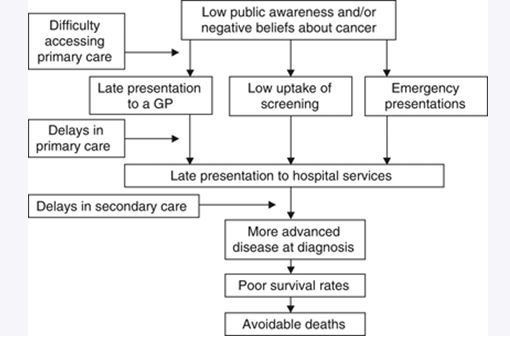 Low public awareness and/or
negative beliefs about cancer
Difficulty
accessing
primary care
Late presentation
to a GP
Low uptake of
screening
Emergency
presentations
Delays in
primary care
Late presentation to hospital services
Delays in secondary care
More advanced
disease at diagnosis
Poor survival rates
Avoidable deaths